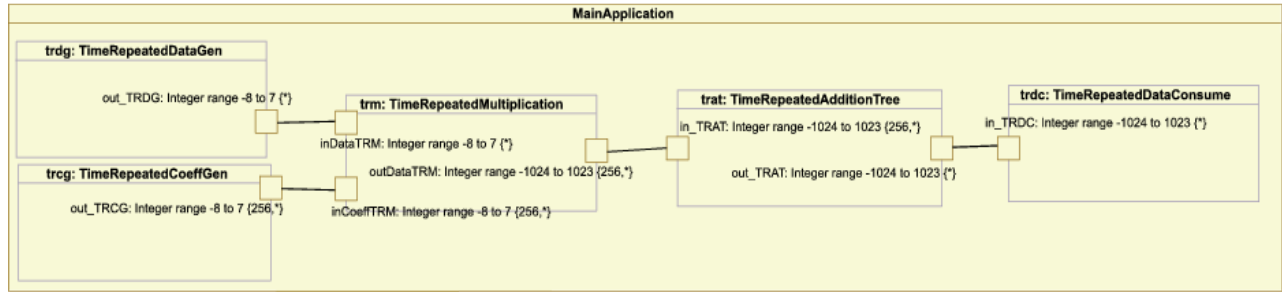 MainApplication
trdg: TimeRepeatedDataGen
out_TRDG: Integer range -8 to 7 {*}
trcg: TimeRepeatedCoeffGen
out_TRCG: Integer range -8 to 7 {256,*}
trm: TimeRepeatedMultiplication
inDataTRM: Integer range -8 to 7 {*}
outDataTRM: Integer range -1024 to 1023 {256,*}
inCoeffTRM: Integer range -8 to 7 {256,*}
trat: TimeRepeatedAdditionTree
in_TRAT: Integer range -1024 to 1023 {256,*}
out_TRAT: Integer range -1024 to 1023 {*}
trdc: TimeRepeatedDataConsume
in_TRDC: Integer range -1024 to 1023 {*}